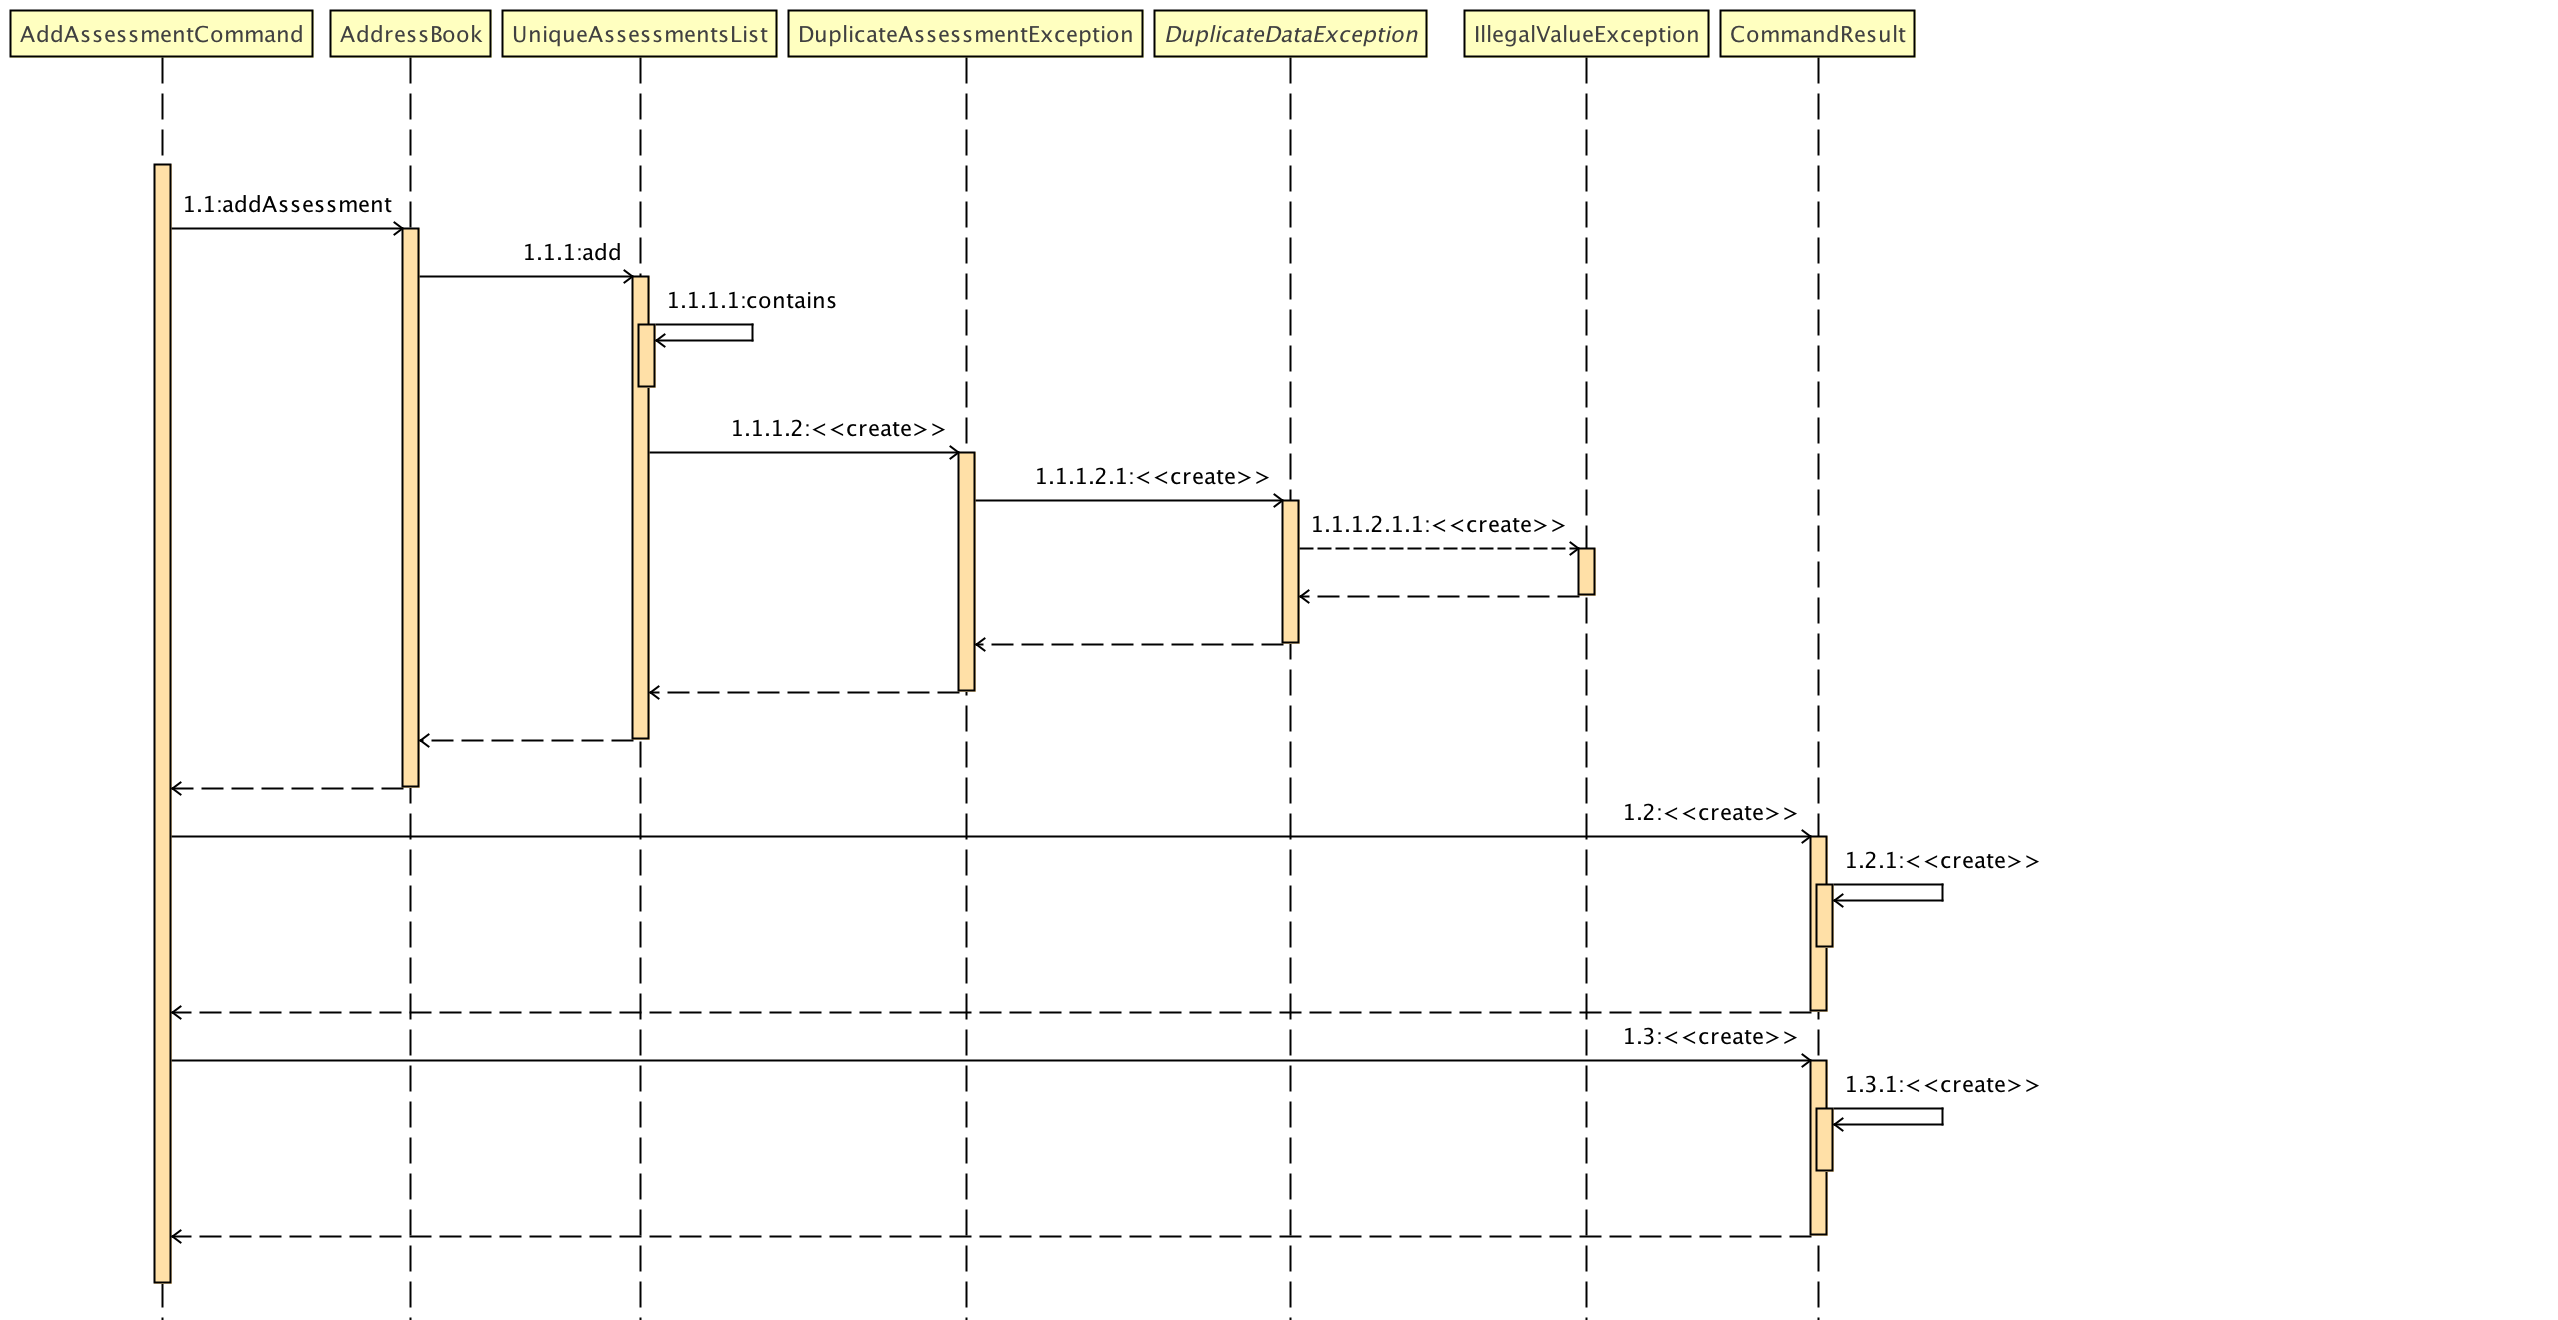 AddAssessmentCommand
AddressBook
UniqueAssessmentsList
DuplicateAssessmentException
DuplicateDataException
IllegalValueException
CommandResult
1.1:addAssessment
1.1.1:add
1.1.1.1:contains
1.1.1.2:<<create>>
1.1.1.2.1:<<create>>
1.1.1.2.1.1:<<create>>
1.2:<<create>>
1.2.1:<<create>>
1.3:<<create>>
1.3.1:<<create>>